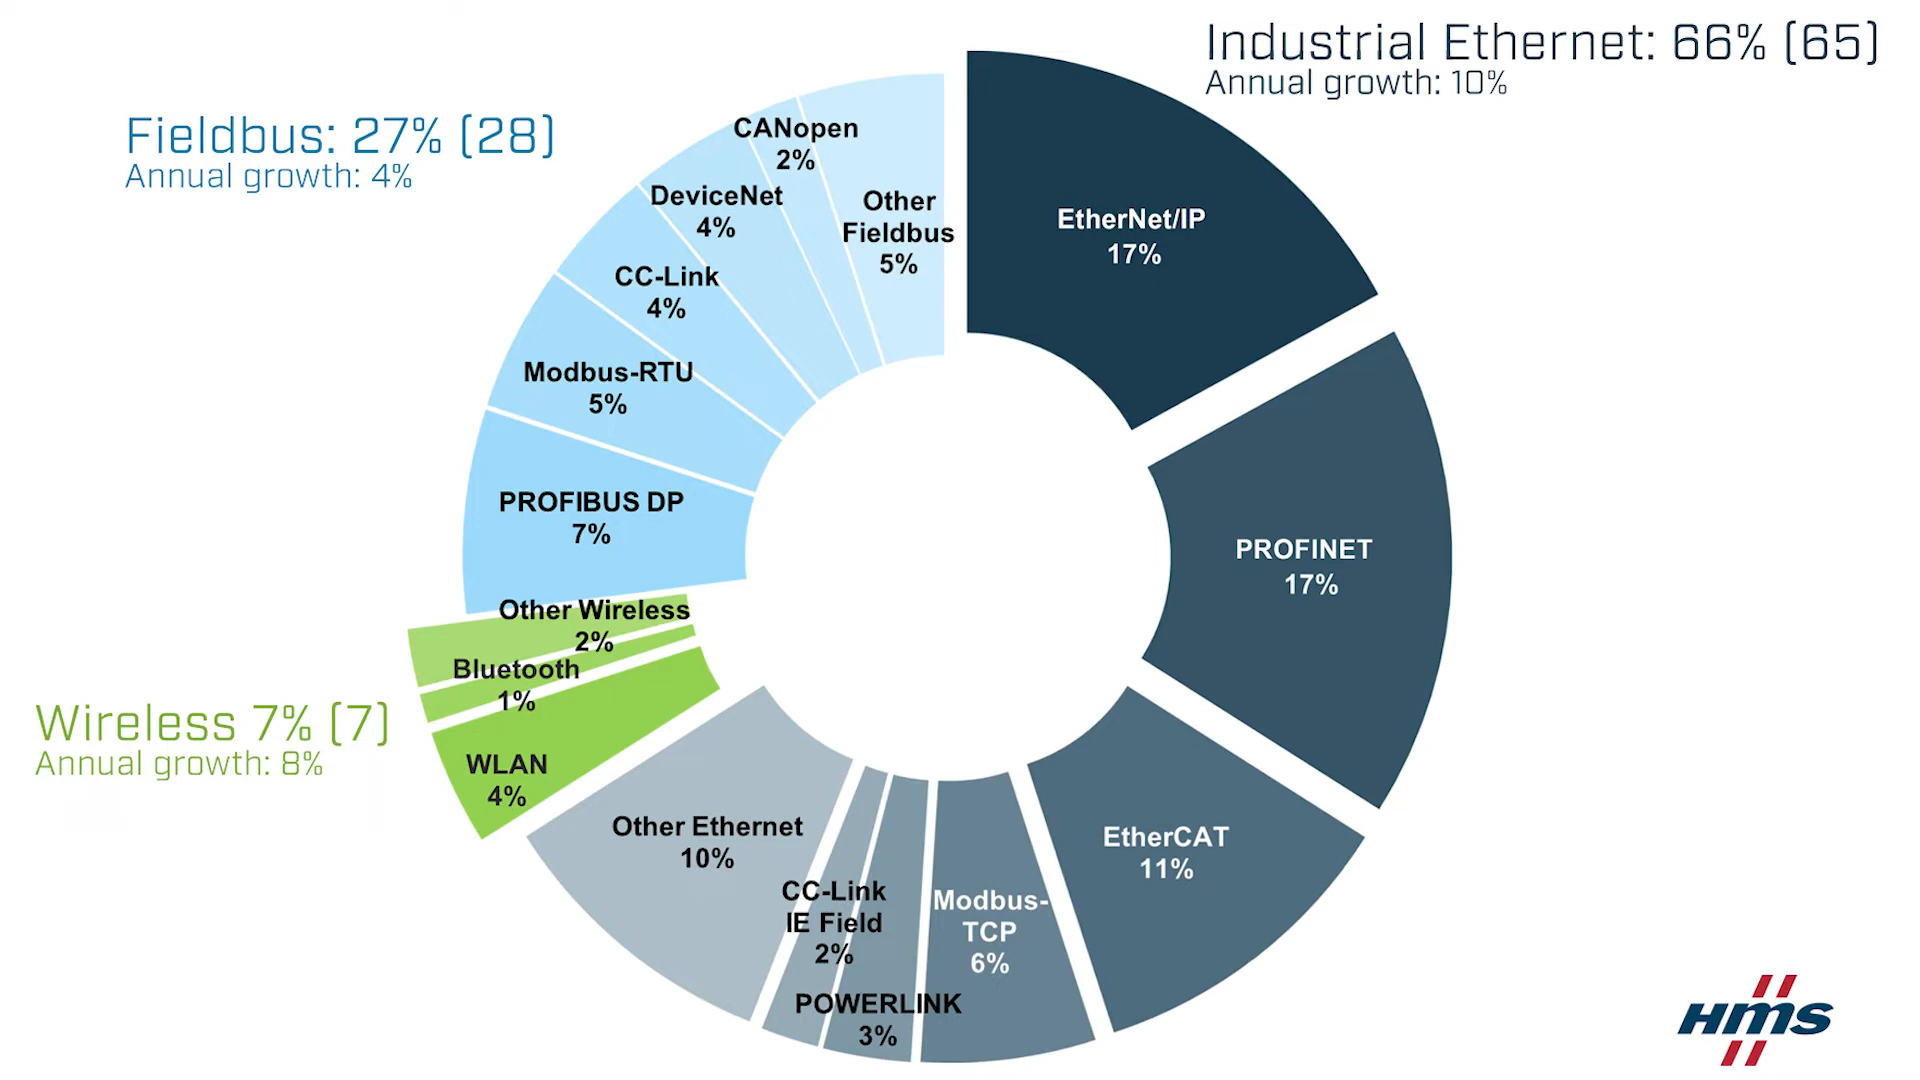 Industrial Ethernet: 66% (65)
Annual growth: 10%
Fieldbus: 27% (28)
Annual growth: 4%
Wireless 7% (7)
Annual growth: 8%
EtherNet/IP
17%
PROFINET
17%
EtherCAT
11%
Modbus-
TCP
6%
POWERLINK
3%
CC-Link
IE Field
2%
Other Ethernet
10%
WLAN
4%
Bluetooth
1%
Other Wireless
2%
PROFIBUS DP
7%
Modbus-RTU
5%
CC-Link
4%
DeviceNet
4%
CANopen
2%
Other
Fieldbus
5%
HMS